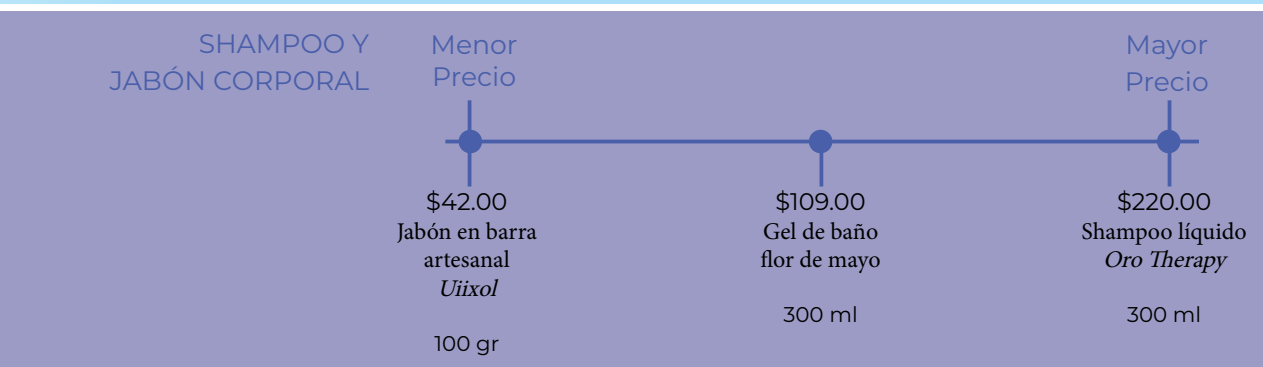 SHAMPOO Y
JABÓN CORPORAL
Menor
Precio
Mayor
Precio
$42.00
Jabón en barra
artesanal
Uiixol
100 gr
$109.00
Gel de baño
flor de mayo
300 ml
$220.00
Shampoo líquido
Oro Therapy
300 ml